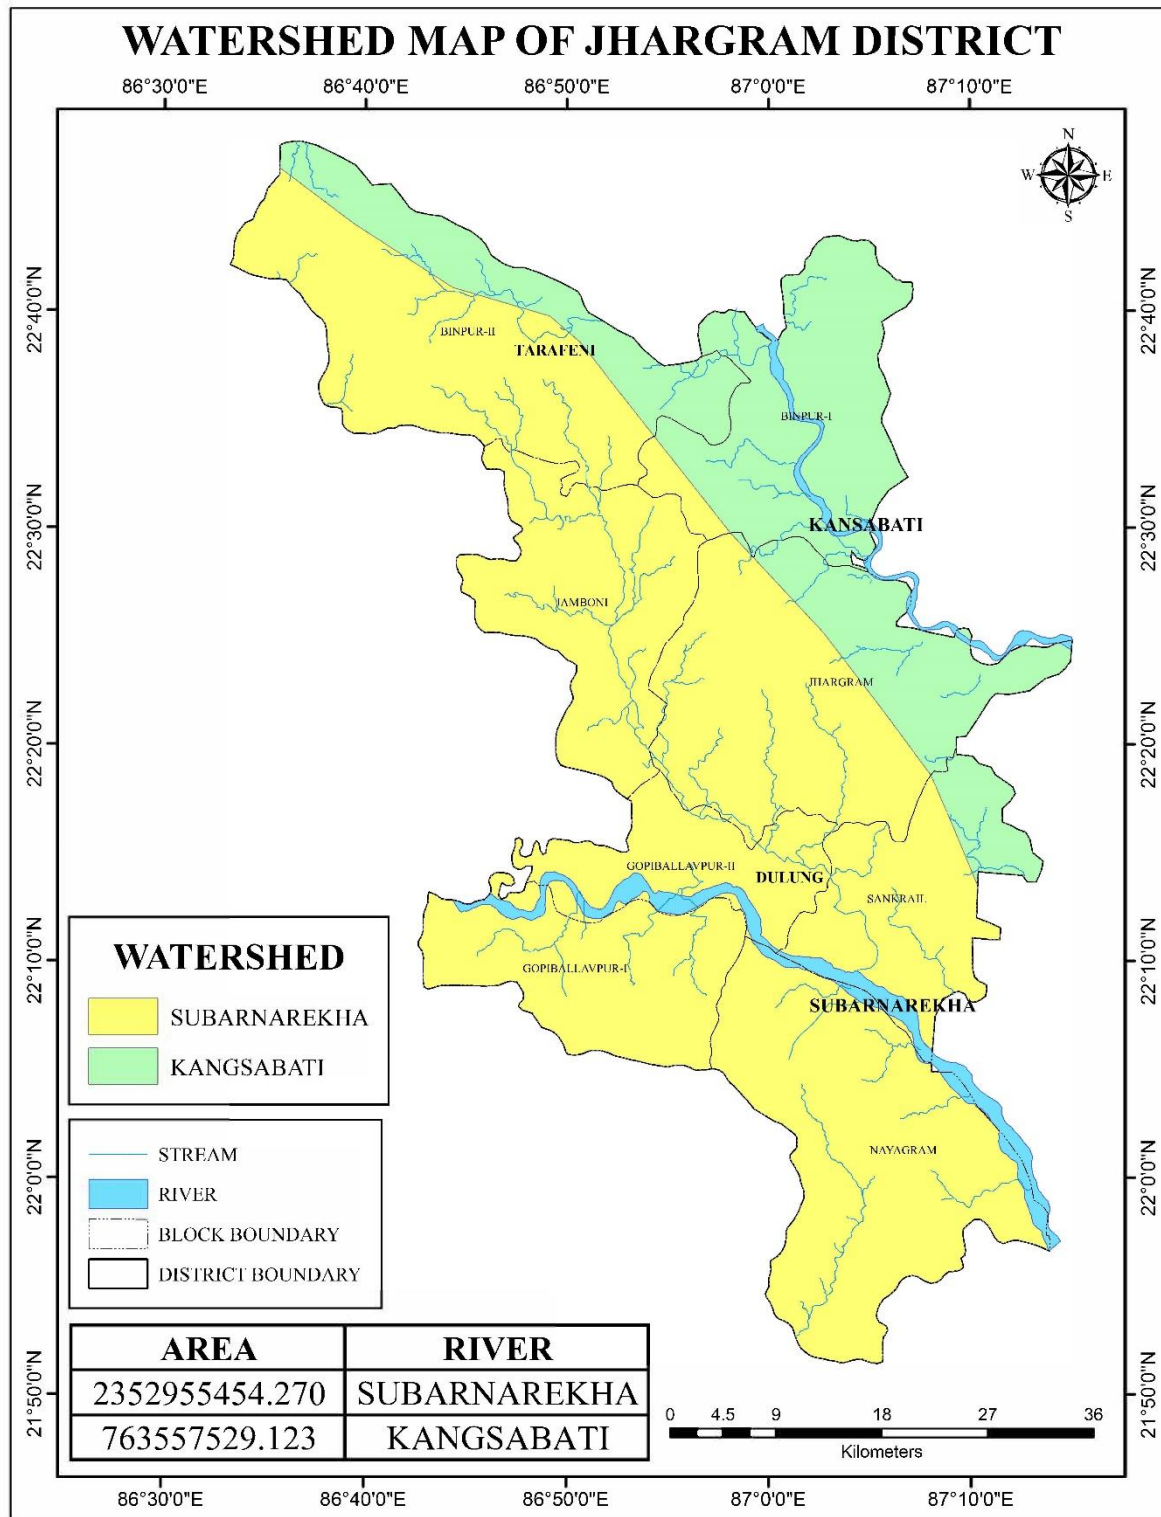 WATERSHED MAP OF JHARGRAM DISTRICT
86°30'0"E 86°40'0"E 86°50'0"E 87°0'0"E 87°10'0"E
N
W E
S
22°40'0"N 22°40'0"N
BINPUR-II
TARAFENI
BINPUR-I
KANSABATI
22°30'0"N 22°30'0"N
JAMBONI
JHARGRAM
22°20'0"N 22°20'0"N
GOPIBALLAVPUR-II
DULUNG
SANKRAIL
22°10'0"N 22°10'0"N
GOPIBALLAVPUR-I
SUBARNAREKHA
NAYAGRAM
22°0'0"N 22°0'0"N
21°50'0"N 21°50'0"N
WATERSHED
SUBARNAREKHA
KANGSABATI
STREAM
RIVER
BLOCK BOUNDARY
DISTRICT BOUNDARY
AREA RIVER
2352955454.270 SUBARNAREKHA
763557529.123 KANGSABATI
0 4.5 9 18 27 36
Kilometers
86°30'0"E 86°40'0"E 86°50'0"E 87°0'0"E 87°10'0"E